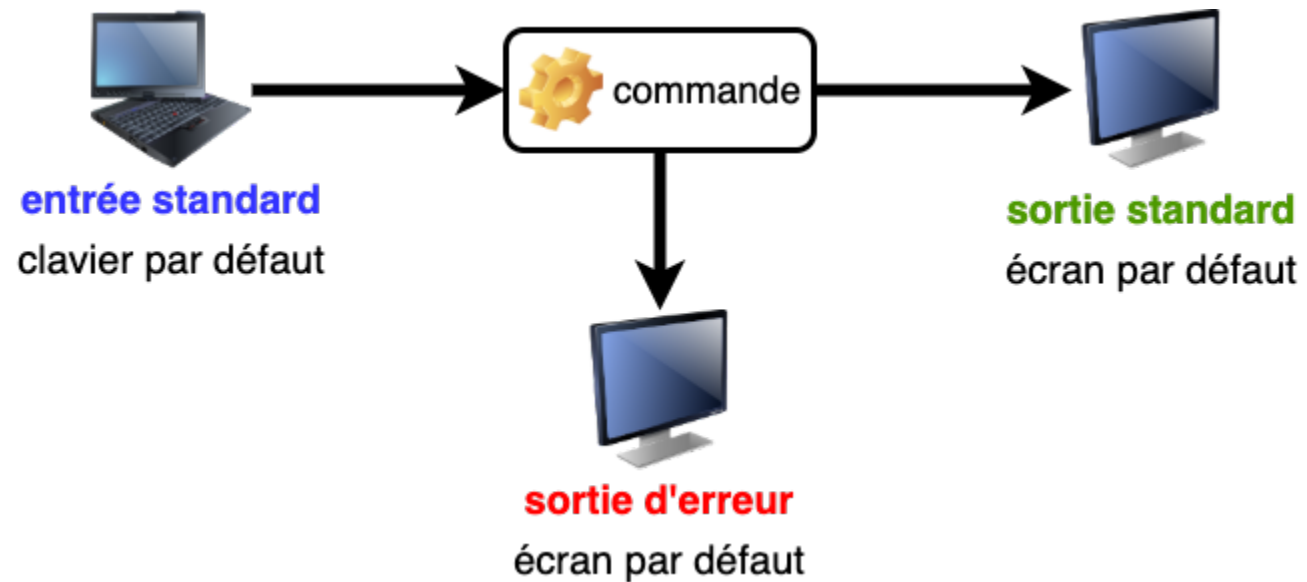 commande
entrée standard
clavier par défaut
sortie standard
écran par défaut
sortie d'erreur
écran par défaut